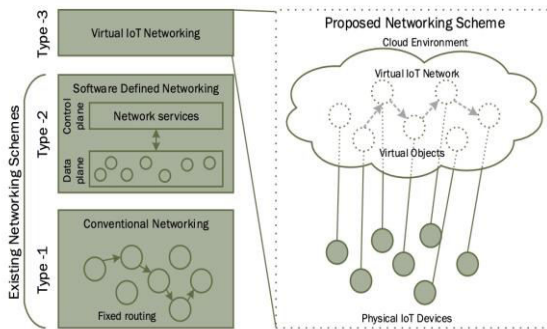 Existing Networking Schemes
Type -3
Virtual IoT Networking
Type -2
Software Defined Networking
Control
plane
Network services
Data
plane
Type -1
Conventional Networking
Fixed routing
Proposed Networking Scheme
Cloud Environment
Virtual IoT Network
Virtual Objects
Physical IoT Devices